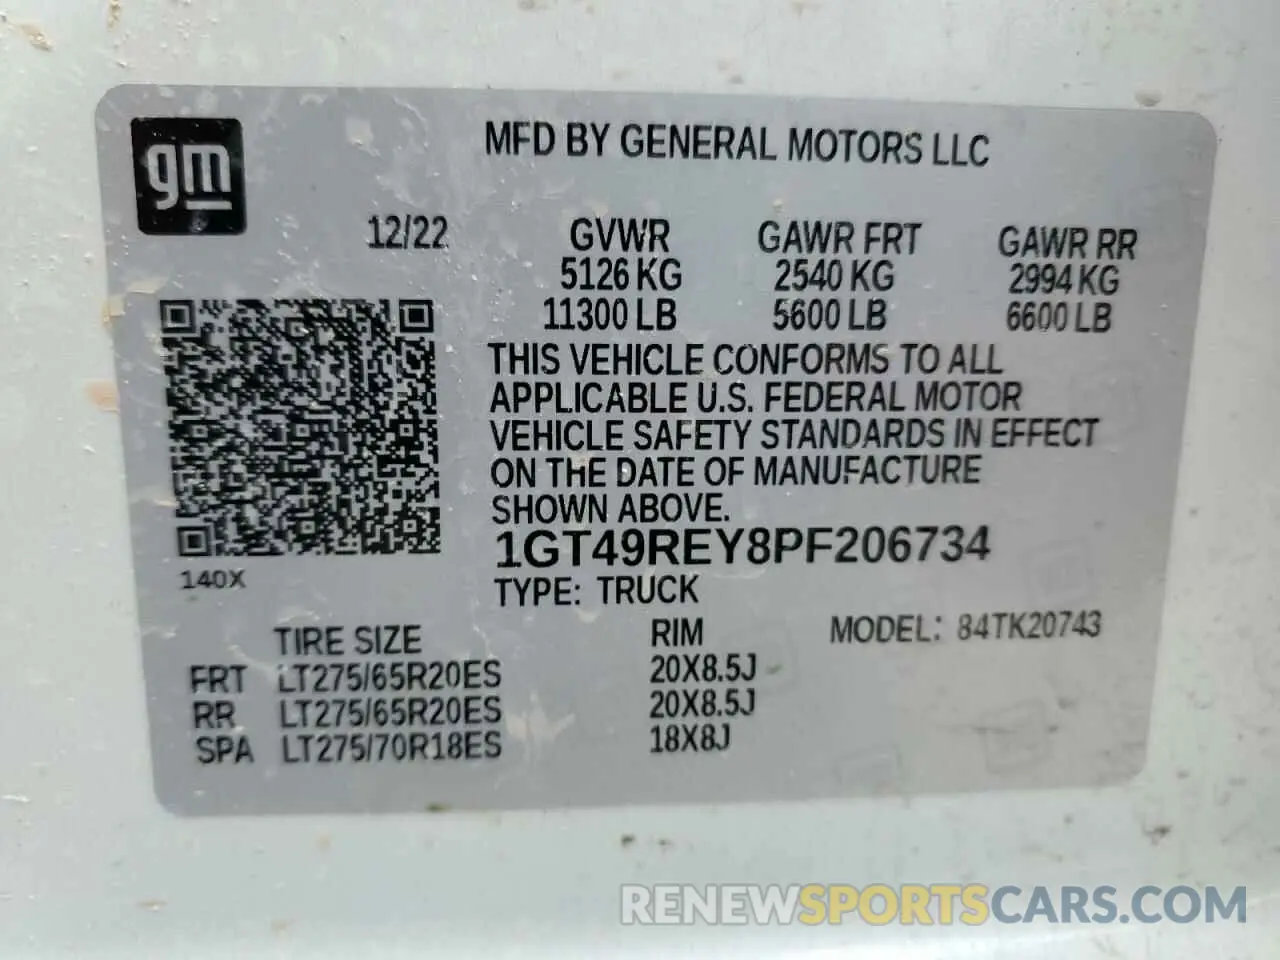 gm
MFD BY GENERAL MOTORS LLC
12/22 GVWR GAWR FRT GAWR RR
5126 KG 2540 KG 2994 KG
11300 LB 5600 LB 6600 LB
THIS VEHICLE CONFORMS TO ALL
APPLICABLE U.S. FEDERAL MOTOR
VEHICLE SAFETY STANDARDS IN EFFECT
ON THE DATE OF MANUFACTURE
SHOWN ABOVE.
1GT49REY8PF206734
140X
TYPE: TRUCK
TIRE SIZE RIM MODEL: 84TK20743
FRT LT275/65R20ES 20X8.5J
RR LT275/65R20ES 20X8.5J
SPA LT275/70R18ES 18X8J
RENEWSPORTSCARS.COM